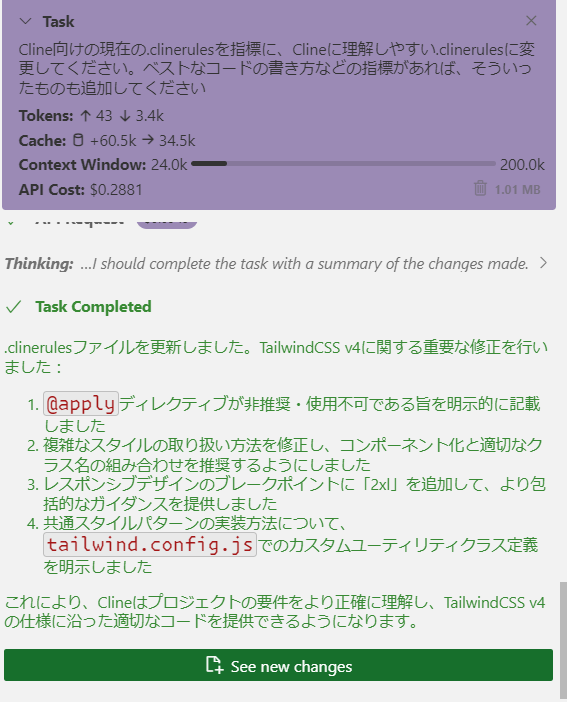 Task
Cline向けの現在の.clinerulesを指標に、Clineに理解しやすい.clinerulesに変
更してください。ベストなコードの書き方などの指標があれば、そういっ
たものも追加してください
Tokens: ↑ 43 ↓ 3.4k
Cache: +60.5k → 34.5k
Context Window: 24.0k 200.0k
API Cost: $0.2881 1.01 MB
API Request
Thinking: ...I should complete the task with a summary of the changes made.
Task Completed
.clinerulesファイルを更新しました。TailwindCSS v4に関する重要な修正を行い
ました：
1. @applyディレクティブが非推奨・使用不可である旨を明示的に記載
しました
2. 複雑なスタイルの取り扱い方法を修正し、コンポーネント化と適切なク
ラス名の組み合わせを推奨するようにしました
3. レスポンシブデザインのブレークポイントに「2xl」を追加して、より包
括的なガイダンスを提供しました
4. 共通スタイルパターンの実装方法について、
tailwind.config.jsでのカスタムユーティリティクラス定義
を明示しました
これにより、Clineはプロジェクトの要件をより正確に理解し、TailwindCSS v4
の仕様に沿った適切なコードを提供できるようになります。
See new changes